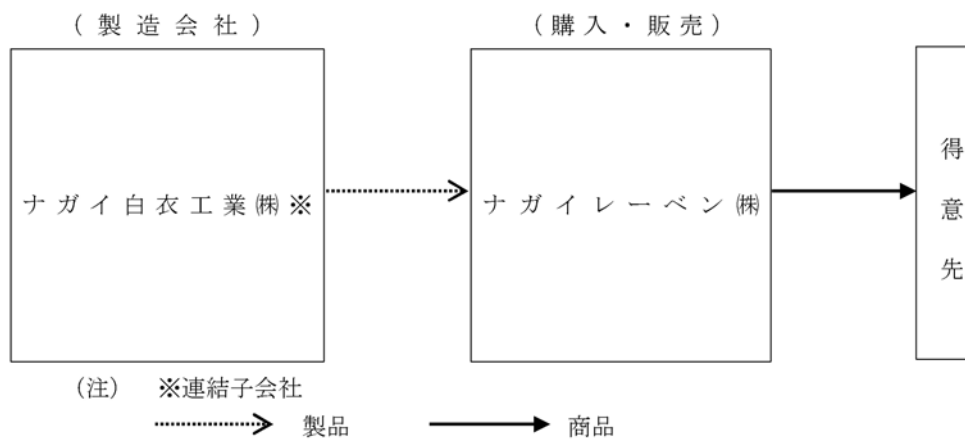 （製造会社）
（購入・販売）
ナガイ白衣工業㈱※
ナガイレーベン㈱
得意先
（注）　※連結子会社
製品
商品